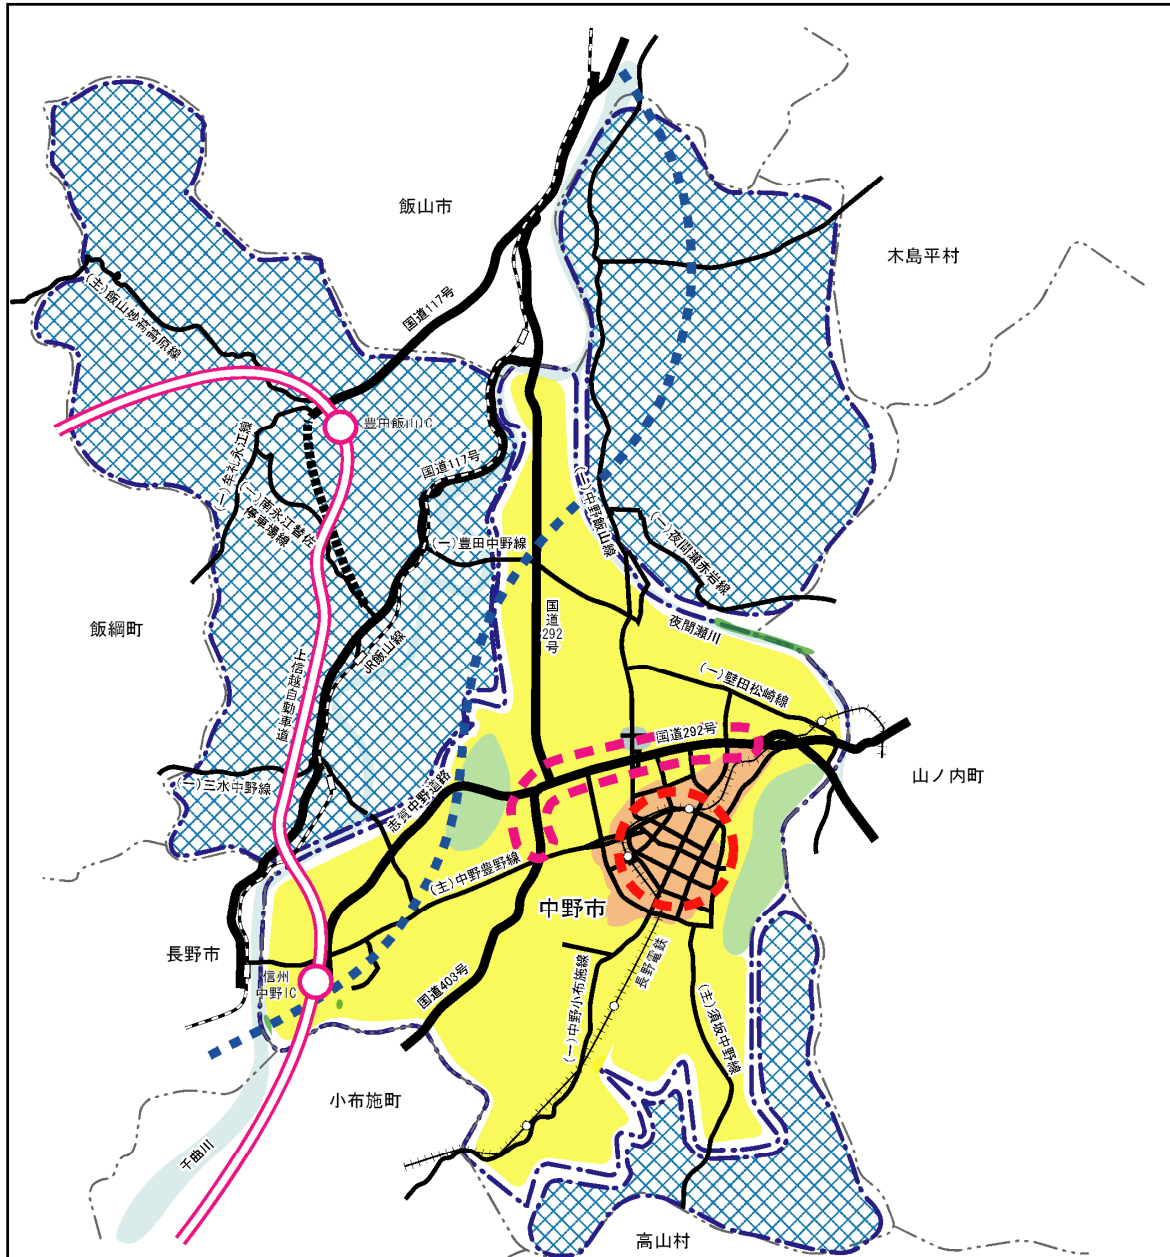 飯山市
木島平村
(主)飯山妙高高原線
国道117号
豊田飯山IC
(一)牟礼永江線
(一)南永江替佐
停車場線
国道117号
(一)中野飯山線
(一)豊田中野線
(一)夜間瀬赤岩線
国道
292
号
夜間瀬川
飯綱町
JR飯山線
上信越自動車道
(一)壁田松崎線
国道292号
山ノ内町
(一)三水中野線
志賀中野道路
(主)中野豊野線
中野市
長野市
信州
中野IC
国道403号
長野電鉄
(一)中野小布施線
(主)須坂中野線
小布施町
千曲川
高山村